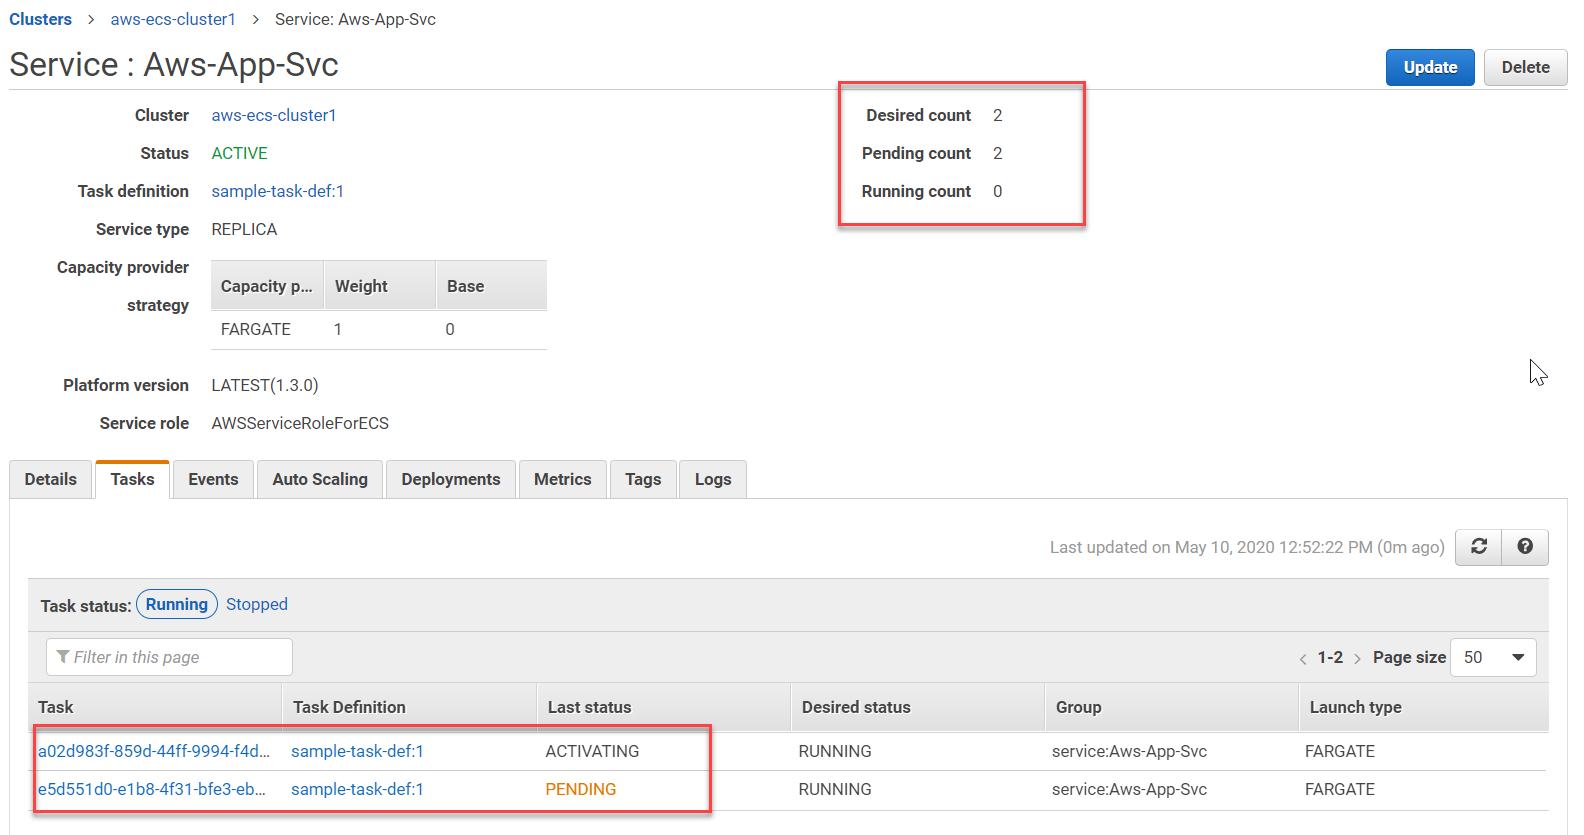 Clusters > aws-ecs-cluster1 > Service: Aws-App-Svc
Service : Aws-App-Svc
Update Delete
Cluster aws-ecs-cluster1
Desired count 2
Status ACTIVE
Pending count 2
Task definition sample-task-def:1
Running count 0
Service type REPLICA
Capacity provider strategy
Capacity p... Weight Base
FARGATE 1 0
Platform version LATEST(1.3.0)
Service role AWSServiceRoleForECS
Details Tasks Events Auto Scaling Deployments Metrics Tags Logs
Last updated on May 10, 2020 12:52:22 PM (0m ago)
Task status: Running Stopped
Filter in this page
< 1-2 > Page size 50
Task Task Definition Last status Desired status Group Launch type
a02d983f-859d-44ff-9994-f4d... sample-task-def:1 ACTIVATING RUNNING service:Aws-App-Svc FARGATE
e5d551d0-e1b8-4f31-bfe3-eb... sample-task-def:1 PENDING RUNNING service:Aws-App-Svc FARGATE